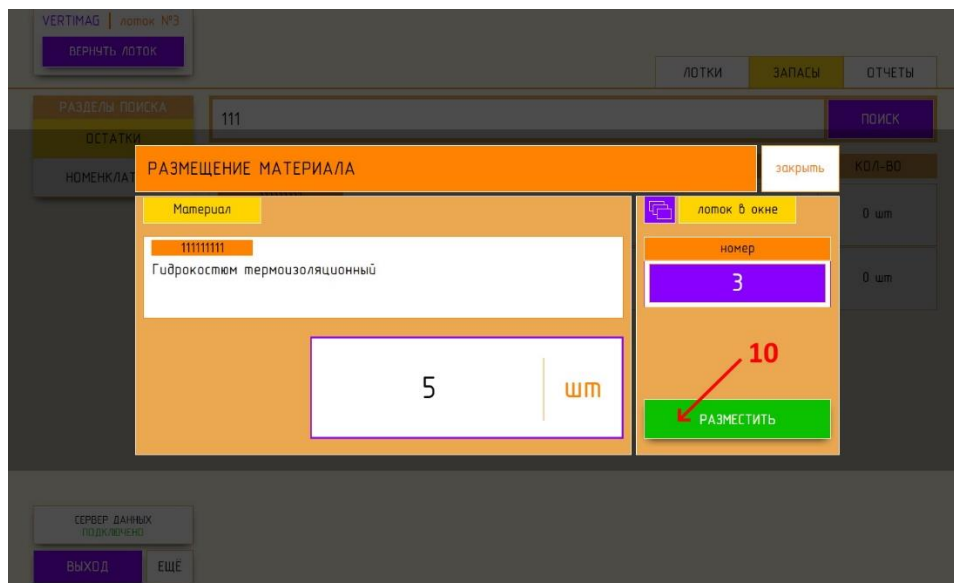 VERTIMAG | лоток №3
ВЕРНУТЬ ЛОТОК
ЛОТКИ
ЗАПАСЫ
ОТЧЕТЫ
РАЗДЕЛЫ ПОИСКА
111
ПОИСК
ОСТАТКИ
НОМЕНКЛАТ
КОЛ-ВО
РАЗМЕЩЕНИЕ МАТЕРИАЛА
закрыть
Материал
лоток в окне
0 шт
111111111
номер
Гидрокостюм термоизоляционный
3
0 шт
10
5 шт
РАЗМЕСТИТЬ
СЕРВЕР ДАННЫХ
ПОДКЛЮЧЕНО
ВЫХОД
ЕЩЁ